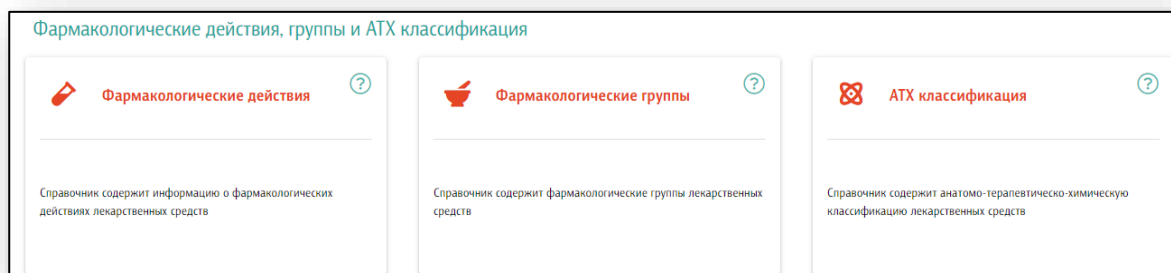 Фармакологические действия, группы и АТХ классификация
Фармакологические действия
?
Справочник содержит информацию о фармакологических
действиях лекарственных средств
Фармакологические группы
?
Справочник содержит фармакологические группы лекарственных
средств
АТХ классификация
?
Справочник содержит анатомо-терапевтическо-химическую
классификацию лекарственных средств